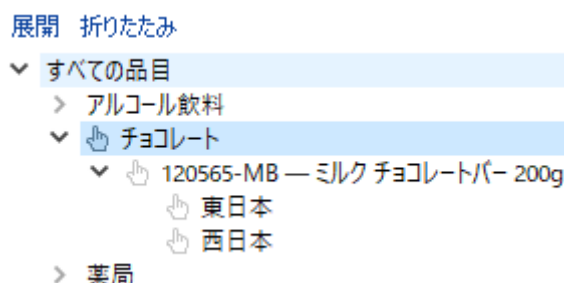 展開 折りたたみ
すべての品目
アルコール飲料
チョコレート
120565-MB — ミルク チョコレートバー 200g
東日本
西日本
薬局